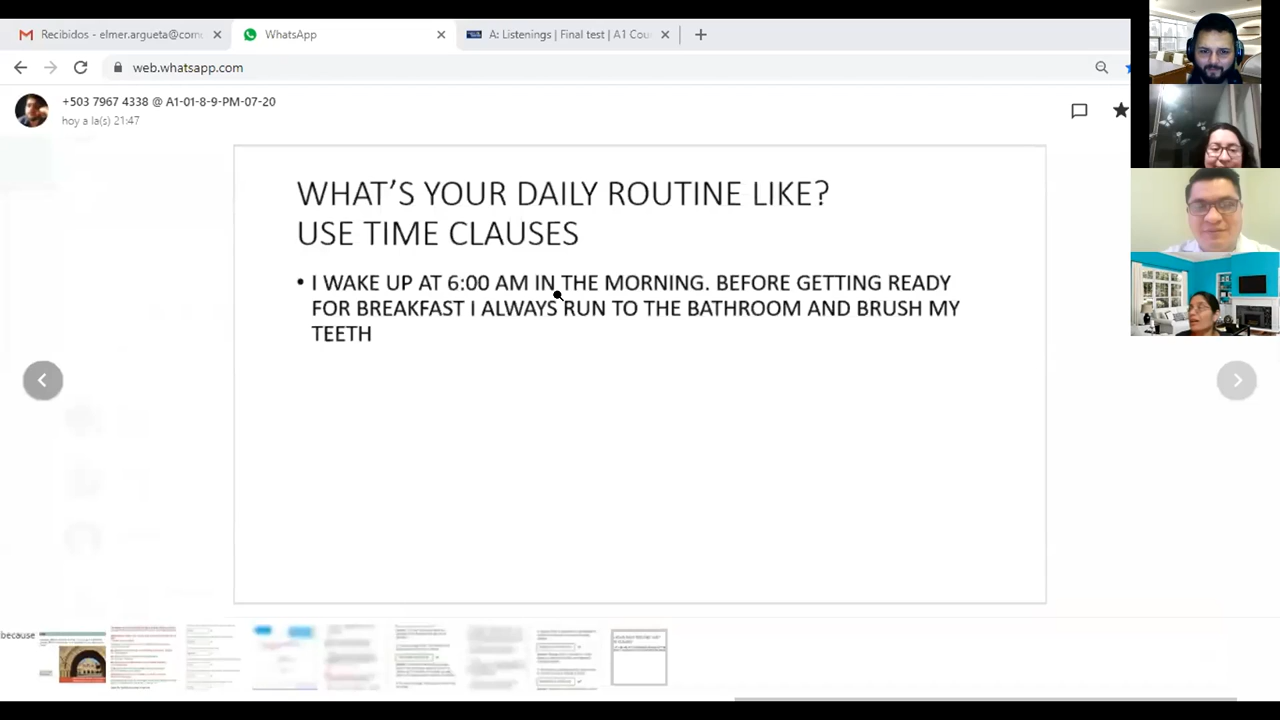 Recibidos - elmer.argueta@com
WhatsApp
A: Listenings | Final test | A1 Cou
web.whatsapp.com
+503 7967 4338 @ A1-01-8-9-PM-07-20
hoy a la(s) 21:47
WHAT'S YOUR DAILY ROUTINE LIKE?
USE TIME CLAUSES
• I WAKE UP AT 6:00 AM IN THE MORNING. BEFORE GETTING READY
FOR BREAKFAST I ALWAYS RUN TO THE BATHROOM AND BRUSH MY
TEETH
because